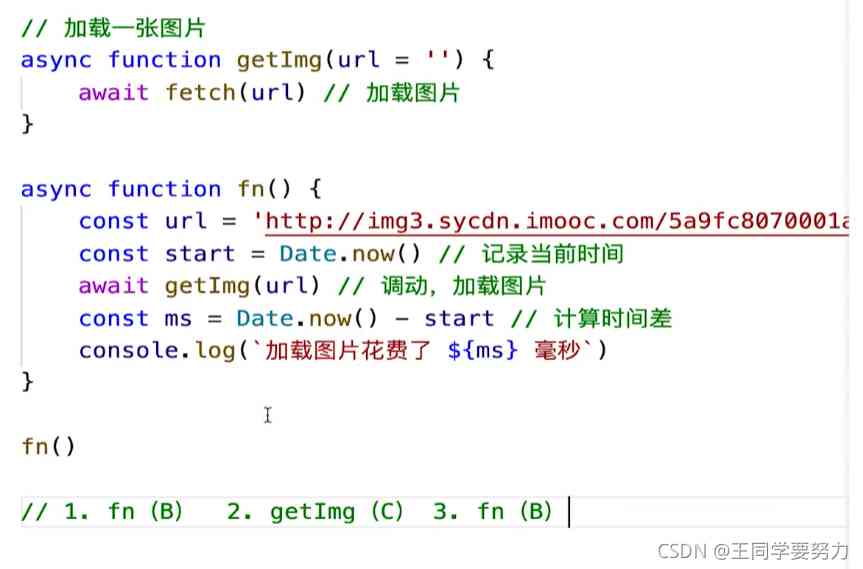 // 加载一张图片
async function getImg(url = '') {
await fetch(url) // 加载图片
}
async function fn() {
const url = 'http://img3.sycdn.imooc.com/5a9fc8070001a
const start = Date.now() // 记录当前时间
await getImg(url) // 调动，加载图片
const ms = Date.now() - start // 计算时间差
console.log(`加载图片花费了 ${ms} 毫秒`)
}
fn()
// 1. fn（B） 2. getImg（C） 3. fn（B）
CSDN @王同学要努力